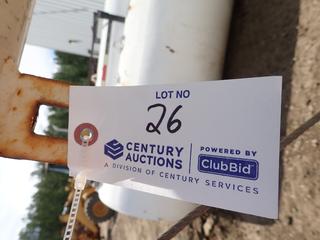 LOT NO
26
CENTURY AUCTIONS
POWERED BY
ClubBid
A DIVISION OF CENTURY SERVICES